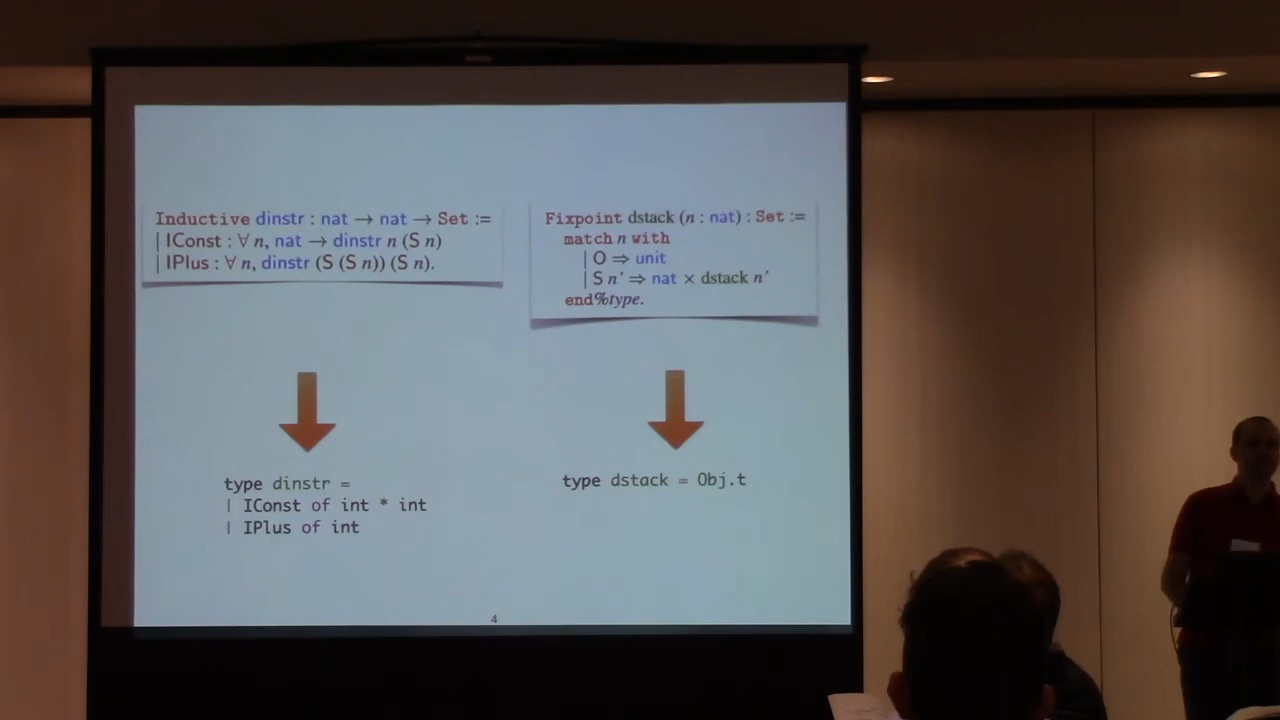 Inductive dinstr : nat → nat → Set :=
| IConst : ∀ n, nat → dinstr n (S n)
| IPlus : ∀ n, dinstr (S (S n)) (S n).
Fixpoint dstack (n : nat) : Set :=
match n with
| O ⇒ unit
| S n' ⇒ nat × dstack n'
end%type.
type dinstr =
| IConst of int * int
| IPlus of int
type dstack = Obj.t
4